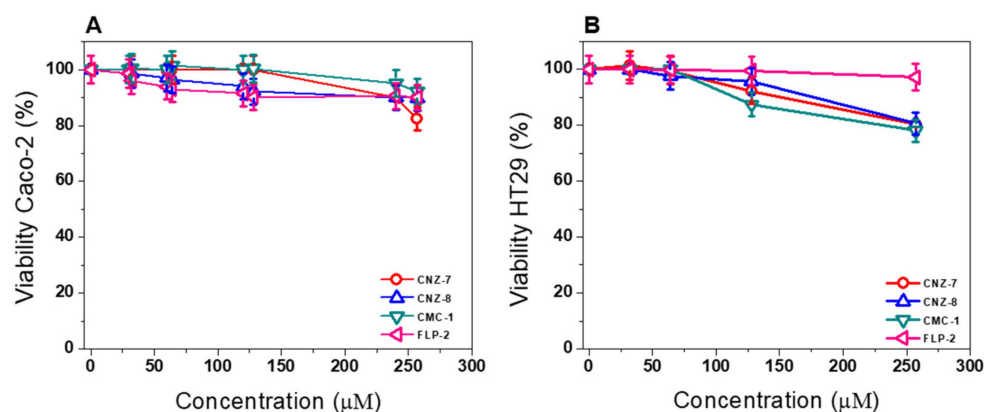 A
Viability Caco-2 (%)
100
80
60
40
20
0
CNZ-7
CNZ-8
CMC-1
FLP-2
0 50 100 150 200 250 300
Concentration (μM)
B
Viability HT29 (%)
100
80
60
40
20
0
CNZ-7
CNZ-8
CMC-1
FLP-2
0 50 100 150 200 250 300
Concentration (μM)